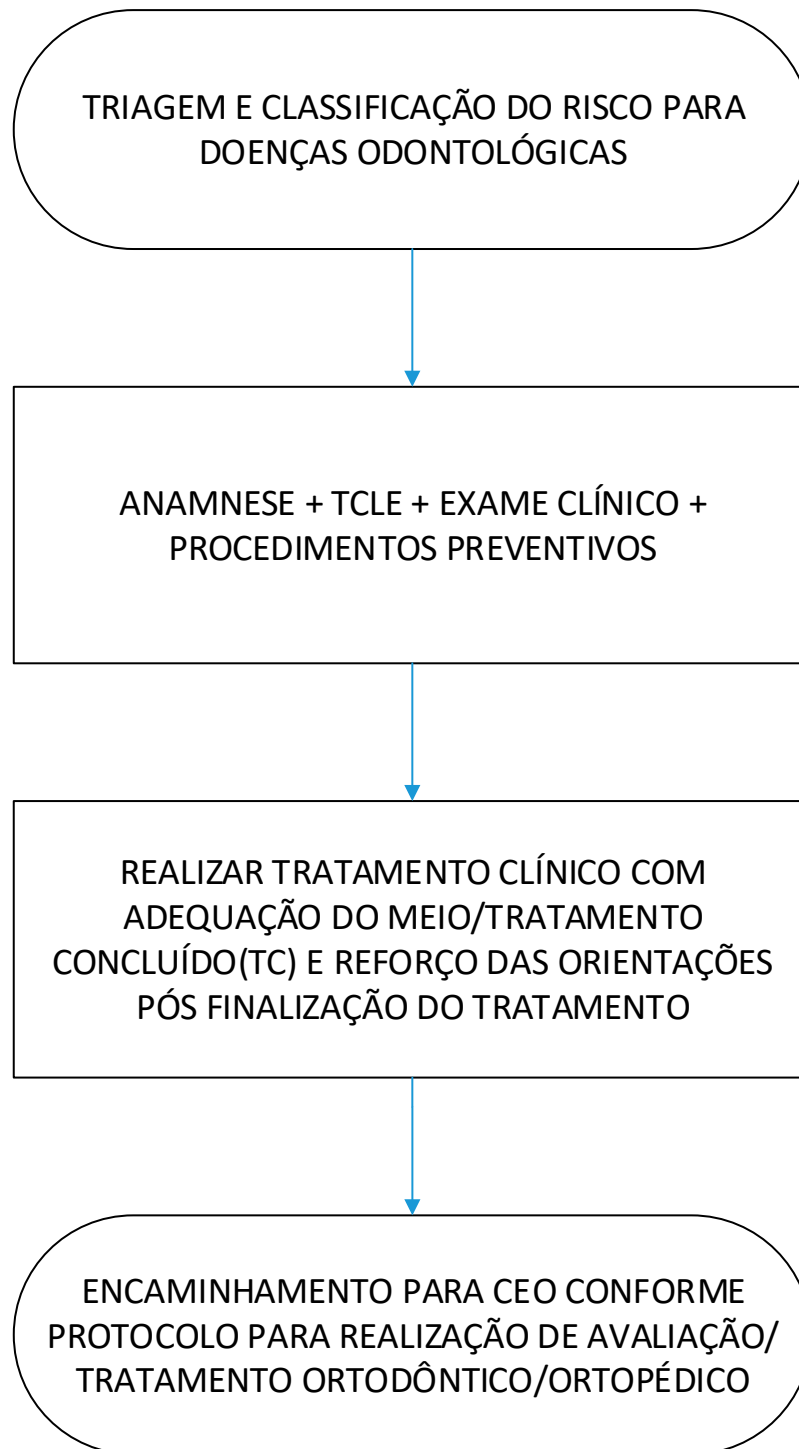 TRIAGEM E CLASSIFICAÇÃO DO RISCO PARA
DOENÇAS ODONTOLÓGICAS
ANAMNESE + TCLE + EXAME CLÍNICO +
PROCEDIMENTOS PREVENTIVOS
REALIZAR TRATAMENTO CLÍNICO COM
ADEQUAÇÃO DO MEIO/TRATAMENTO
CONCLUÍDO(TC) E REFORÇO DAS ORIENTAÇÕES
PÓS FINALIZAÇÃO DO TRATAMENTO
ENCAMINHAMENTO PARA CEO CONFORME
PROTOCOLO PARA REALIZAÇÃO DE AVALIAÇÃO/
TRATAMENTO ORTODÔNTICO/ORTOPÉDICO